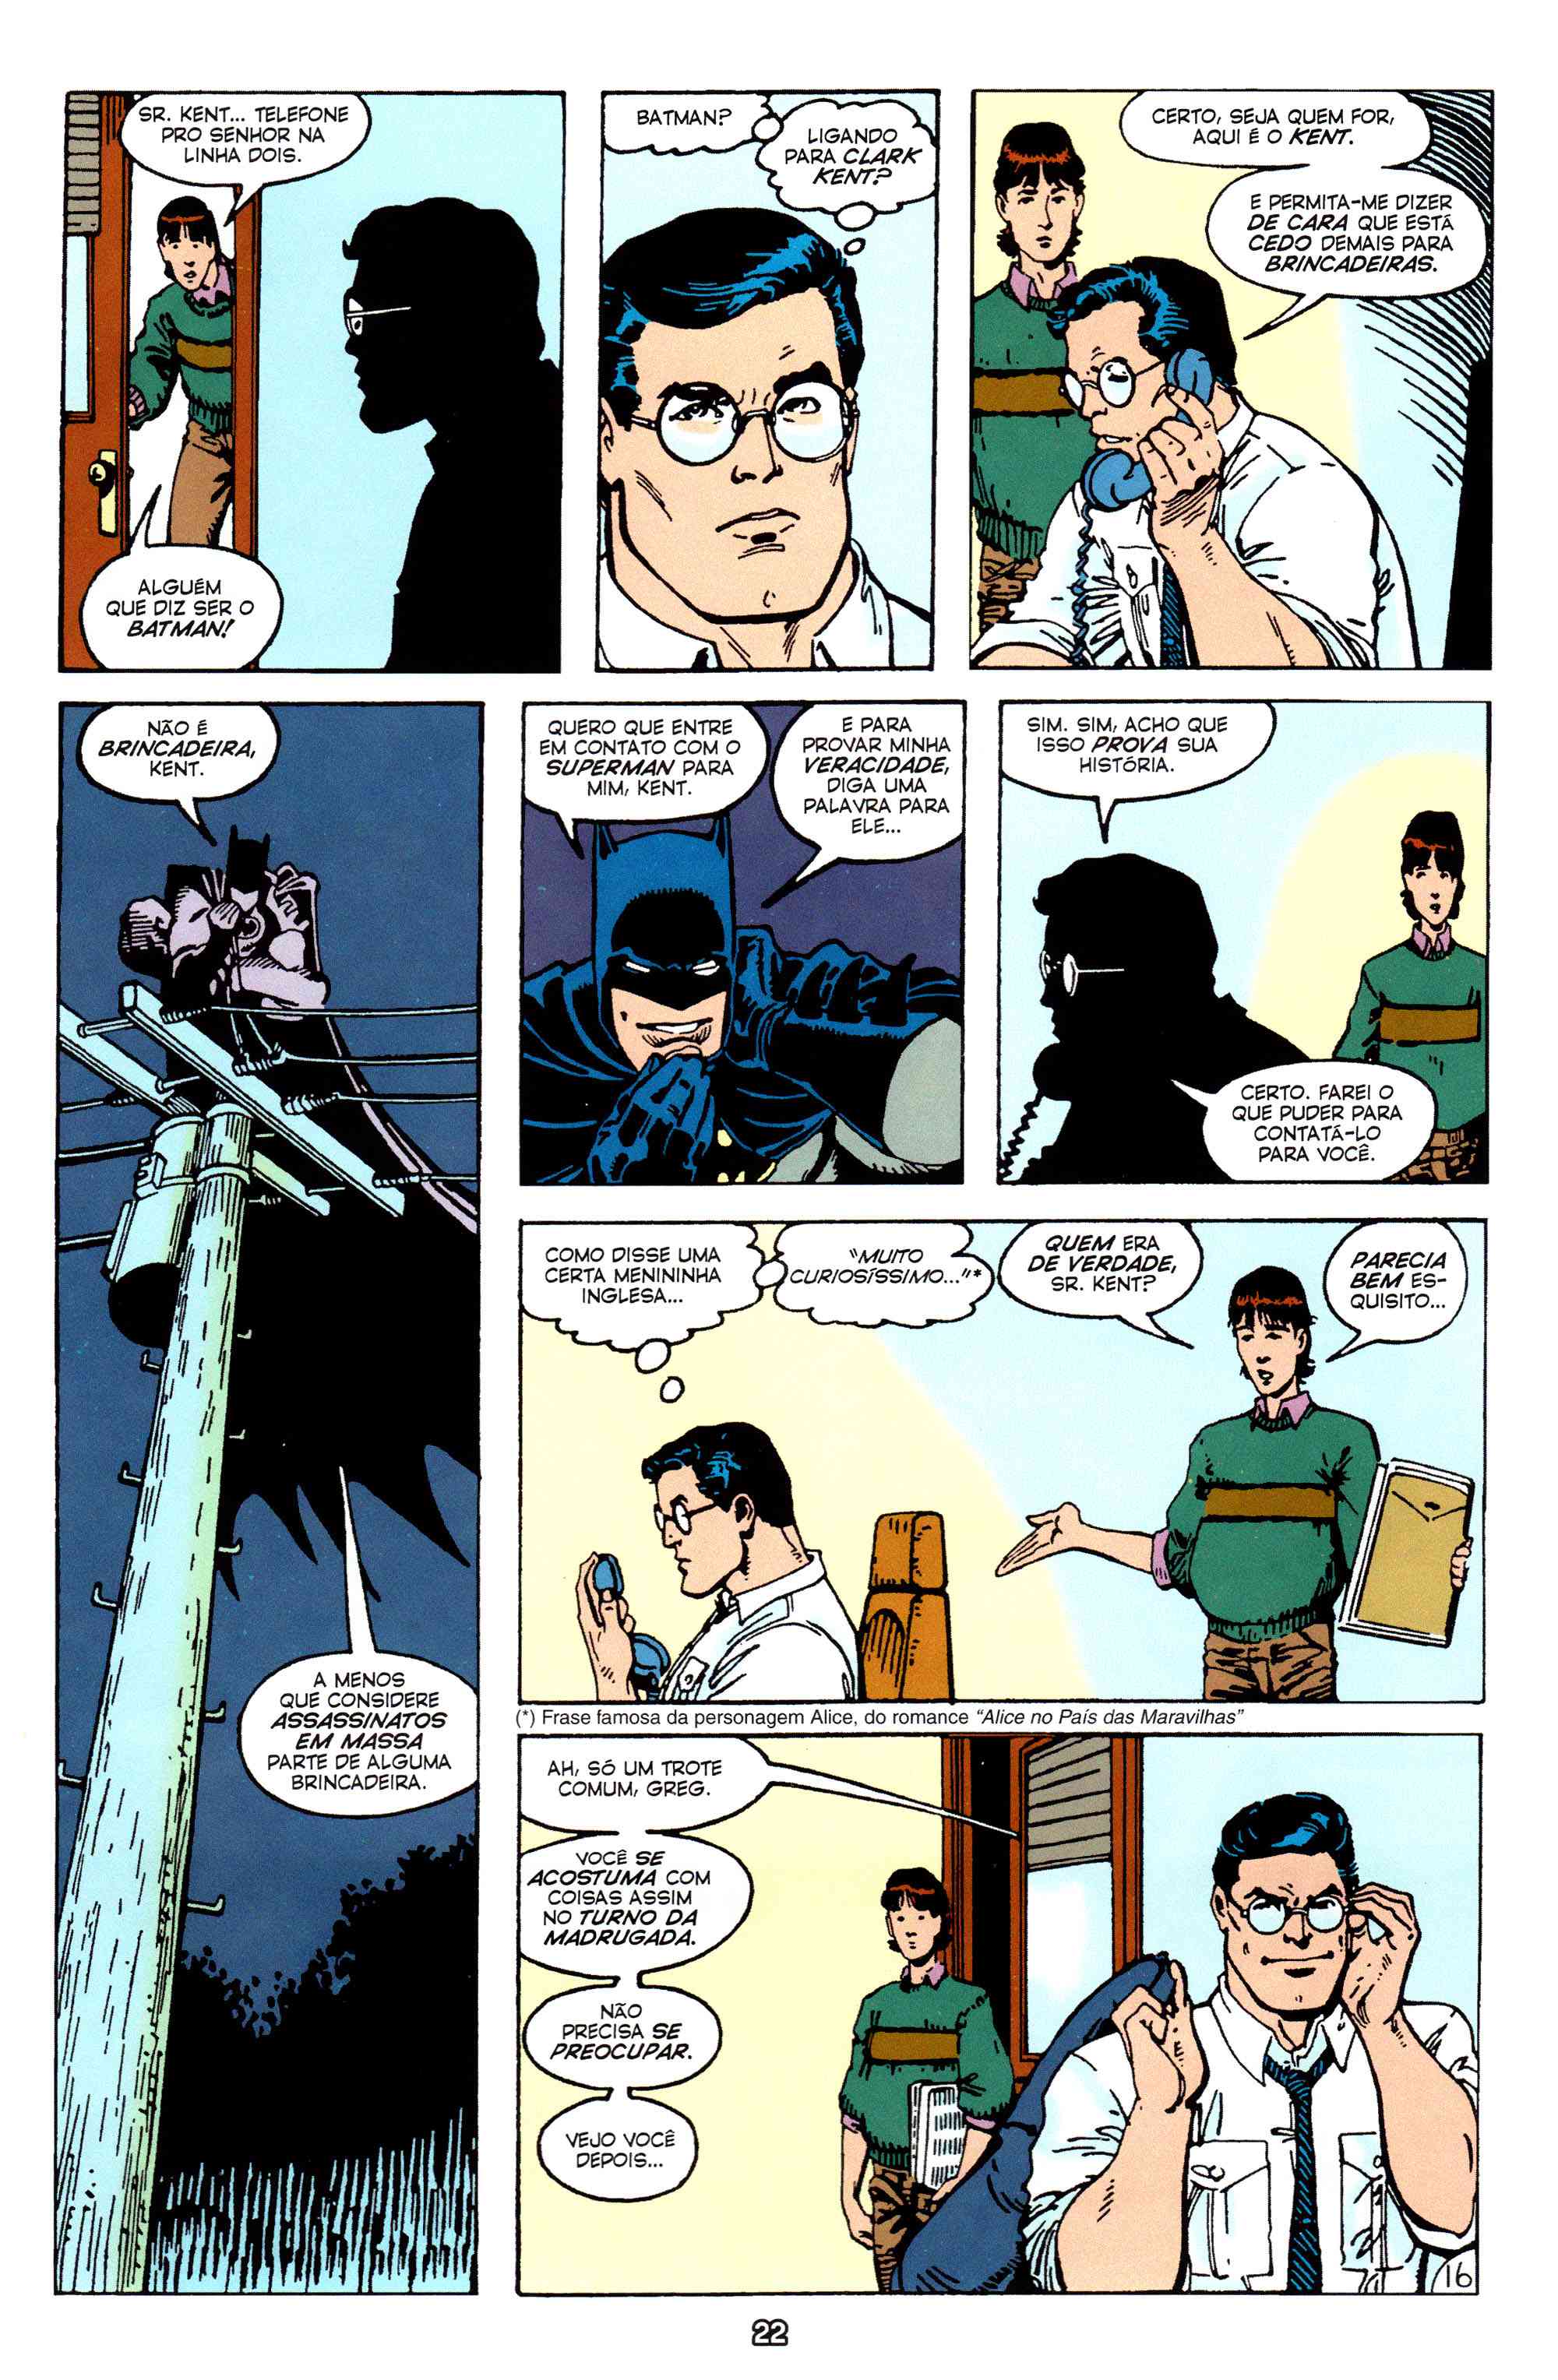 SR. KENT... TELEFONE
PRO SENHOR NA
LINHA DOIS.
ALGUÉM
QUE DIZ SER O
BATMAN!
BATMAN?
LIGANDO
PARA CLARK
KENT?
CERTO, SEJA QUEM FOR,
AQUI É O KENT.
E PERMITA-ME DIZER
DE CARA QUE ESTÁ
CEDO DEMAIS PARA
BRINCADEIRAS.
NÃO É
BRINCADEIRA,
KENT.
A MENOS
QUE CONSIDERE
ASSASSINATOS
EM MASSA
PARTE DE ALGUMA
BRINCADEIRA.
QUERO QUE ENTRE
EM CONTATO COM O
SUPERMAN PARA
MIM, KENT.
E PARA
PROVAR MINHA
VERACIDADE,
DIGA UMA
PALAVRA PARA
ELE...
SIM. SIM, ACHO QUE
ISSO PROVA SUA
HISTÓRIA.
CERTO. FAREI O
QUE PUDER PARA
CONTATÁ-LO
PARA VOCÊ.
COMO DISSE UMA
CERTA MENININHA
INGLESA...
"MUITO
CURIOSÍSSIMO..."*
QUEM ERA
DE VERDADE,
SR. KENT?
PARECIA
BEM ES-
QUISITO...
(*) Frase famosa da personagem Alice, do romance "Alice no País das Maravilhas"
AH, SÓ UM TROTE
COMUM, GREG.
VOCÊ SE
ACOSTUMA COM
COISAS ASSIM
NO TURNO DA
MADRUGADA.
NÃO
PRECISA SE
PREOCUPAR.
VEJO VOCÊ
DEPOIS...
16
22